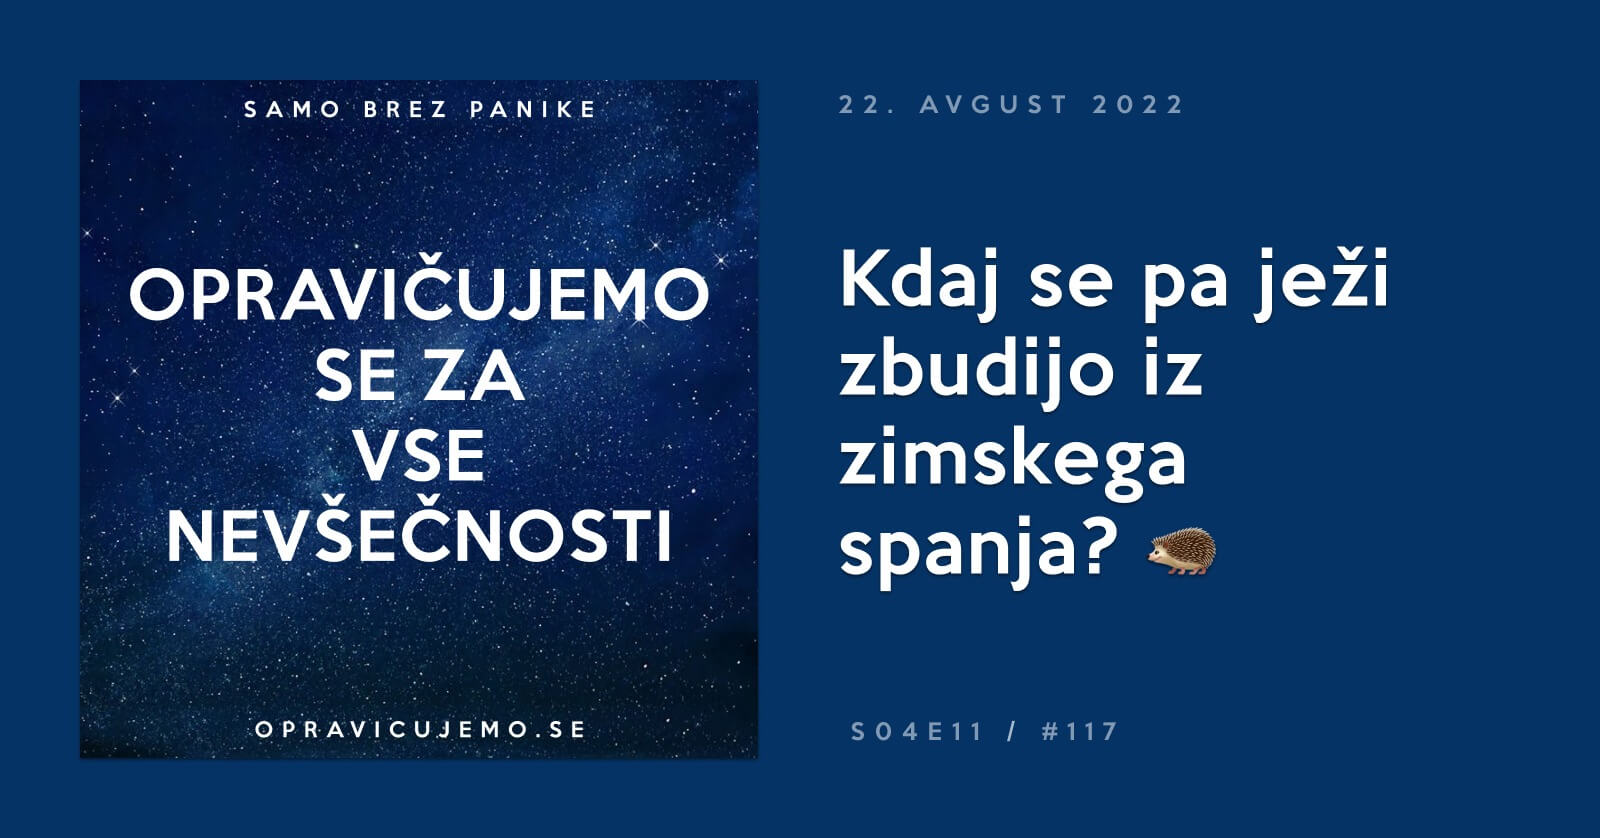 SAMO BREZ PANIKE
OPRAVIČUJEMO
SE ZA
VSE
NEVŠEČNOSTI
OPRAVICUJEMO.SE
22. AVGUST 2022
Kdaj se pa ježi
zbudijo iz
zimskega
spanja? 🦔
S04E11 / #117